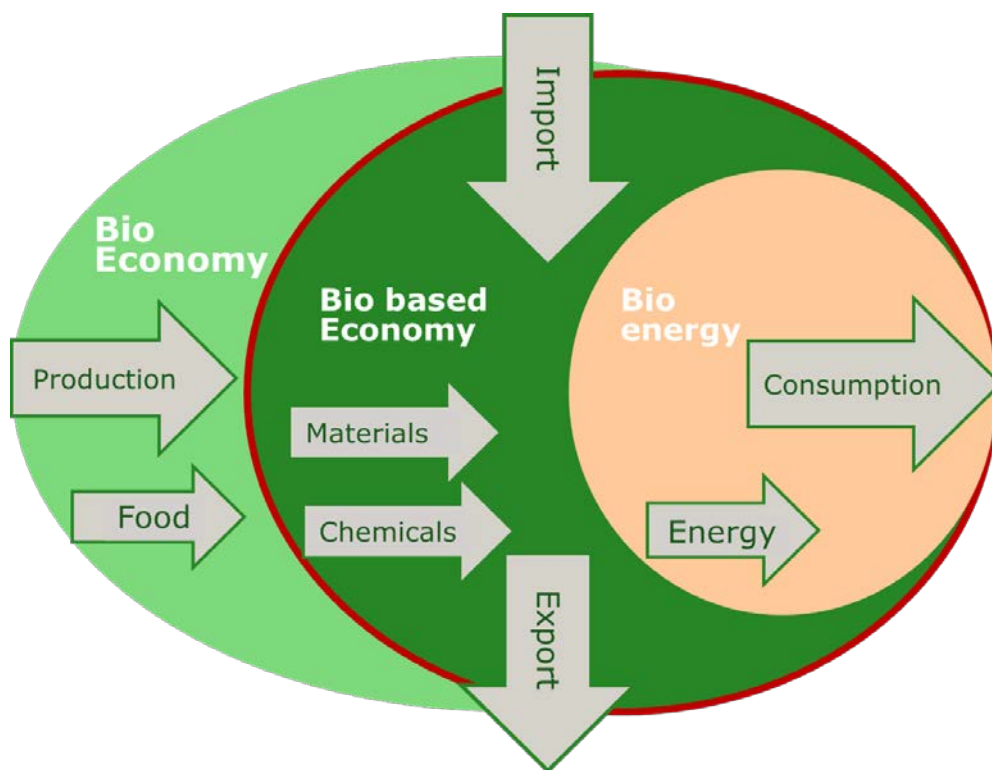 Import
Bio
Economy
Bio based
Economy
Bio
energy
Production
Consumption
Materials
Food
Chemicals
Energy
Export